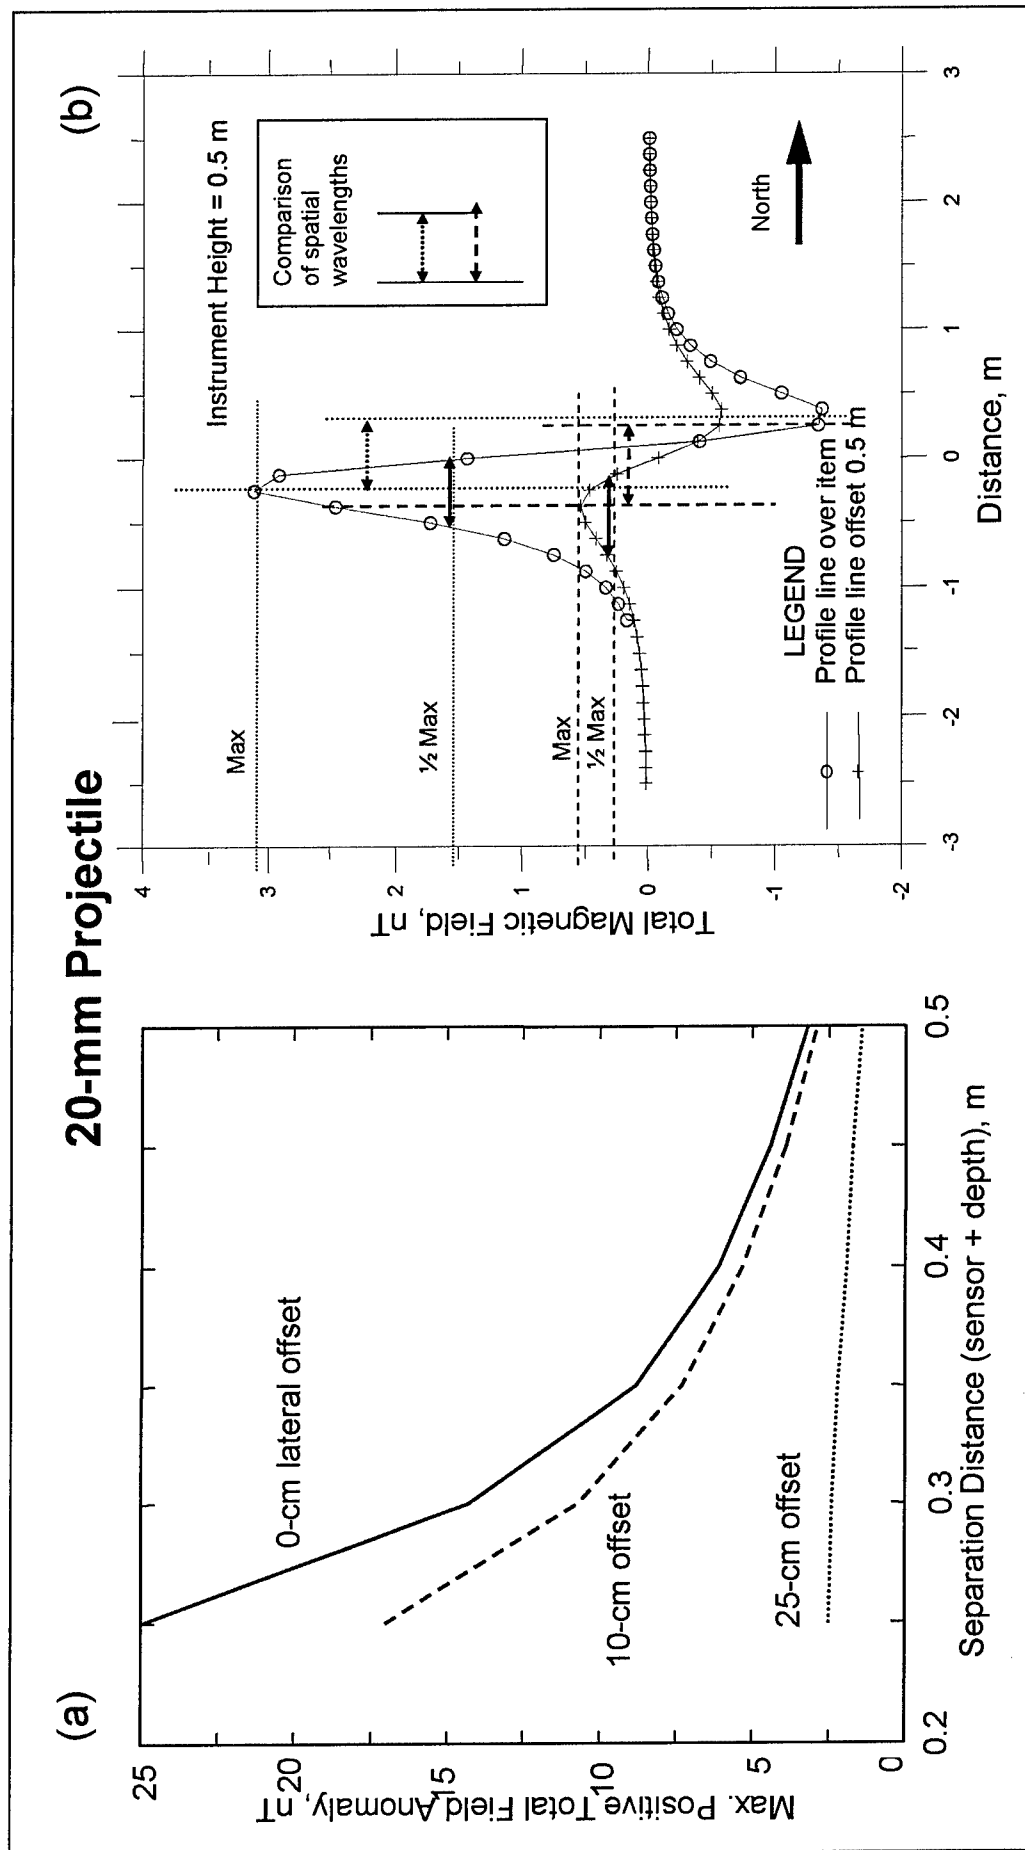 20-mm Projectile
(a)
Max. Positive Total Field Anomaly, nT
25
20
15
10
5
0
0-cm lateral offset
10-cm offset
25-cm offset
0.2
0.3
0.4
0.5
Separation Distance (sensor + depth), m
(b)
Total Magnetic Field, nT
4
3
2
1
0
-1
-2
Instrument Height = 0.5 m
Comparison
of spatial
wavelengths
Max
½ Max
Max
½ Max
North
LEGEND
Profile line over item
Profile line offset 0.5 m
-3
-2
-1
0
1
2
3
Distance, m